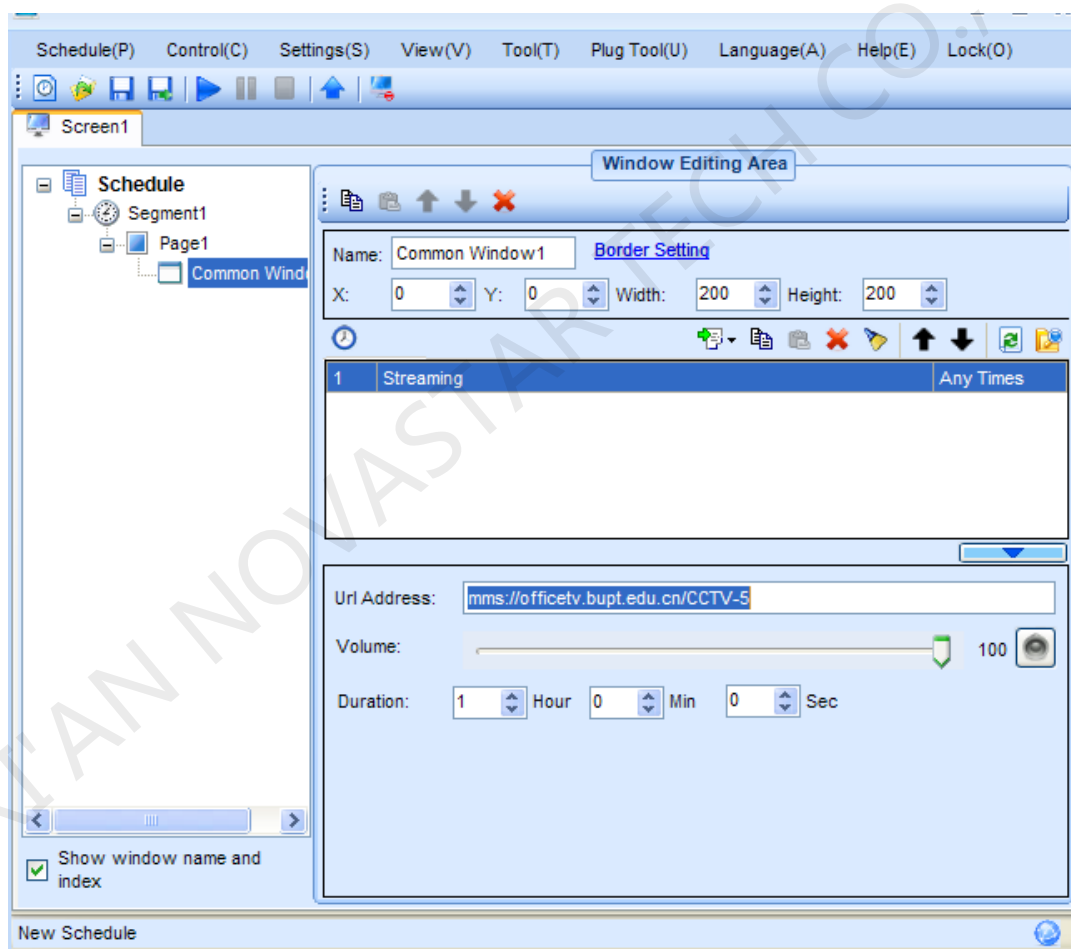 Schedule(P) Control(C) Settings(S) View(V) Tool(T) Plug Tool(U) Language(A) Help(E) Lock(O)
Screen1
Schedule
Segment1
Page1
Common Wind
Window Editing Area
Name: Common Window1 Border Setting
X: 0 Y: 0 Width: 200 Height: 200
1 Streaming Any Times
Url Address: mms://officetv.bupt.edu.cn/CCTV-5
Volume: 100
Duration: 1 Hour 0 Min 0 Sec
Show window name and
index
New Schedule
XI'AN NOVASTAR TECH CO.,